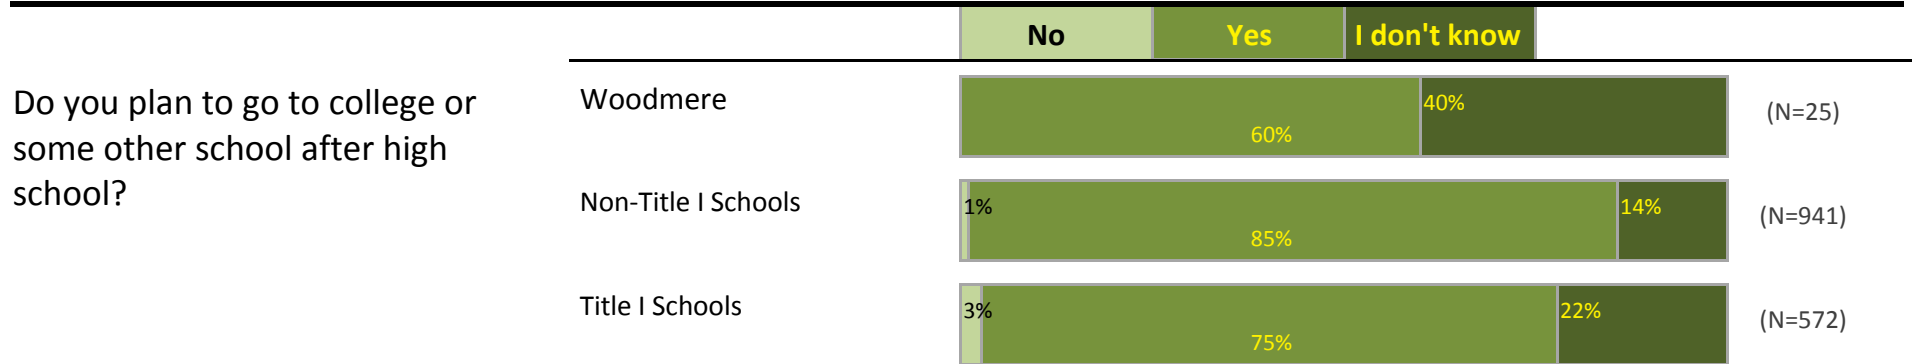 No Yes I don't know
Do you plan to go to college or
some other school after high
school?
Woodmere
40%
60%
(N=25)
Non-Title I Schools
1%
14%
85%
(N=941)
Title I Schools
3%
22%
75%
(N=572)